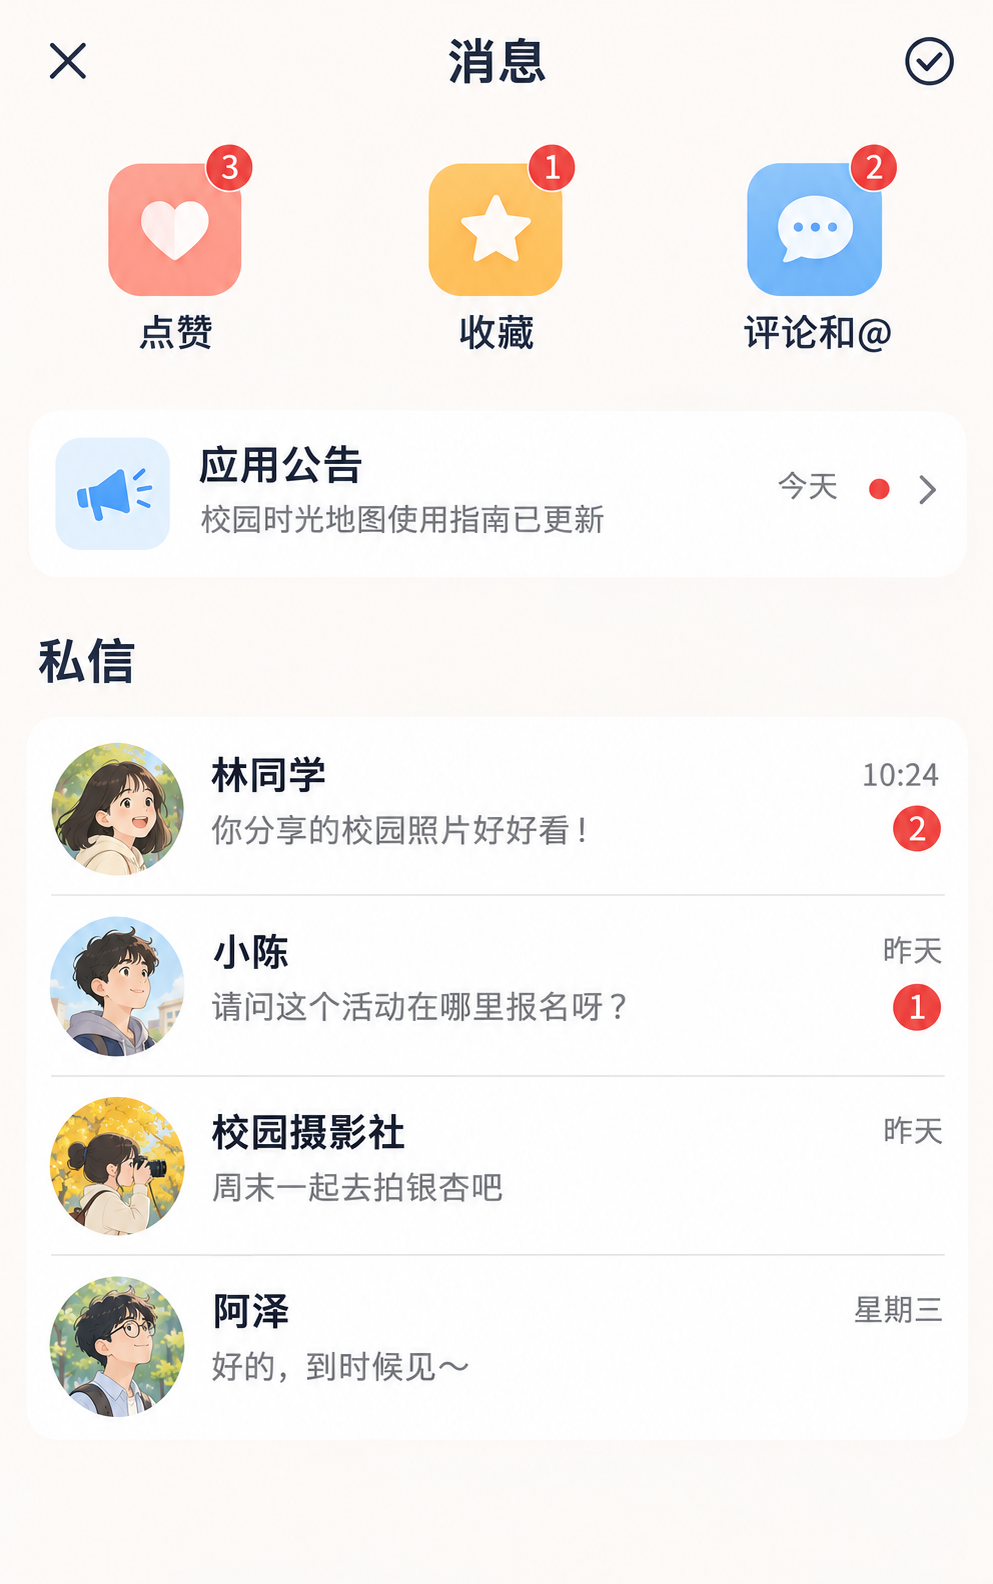 消息
3
1
2
点赞
收藏
评论和@
应用公告
今天
校园时光地图使用指南已更新
私信
林同学
10:24
你分享的校园照片好好看！
2
小陈
昨天
请问这个活动在哪里报名呀？
1
校园摄影社
昨天
周末一起去拍银杏吧
阿泽
星期三
好的，到时候见～